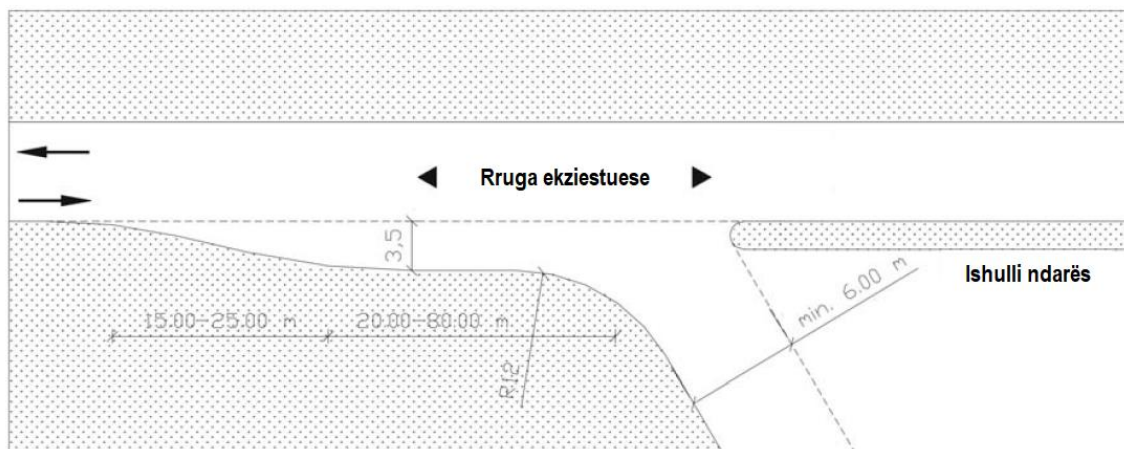 Rruga ekziestuese
3,5
Ishulli ndarës
min. 6.00 m
15.00-25.00 m
20.00-80.00 m
R12